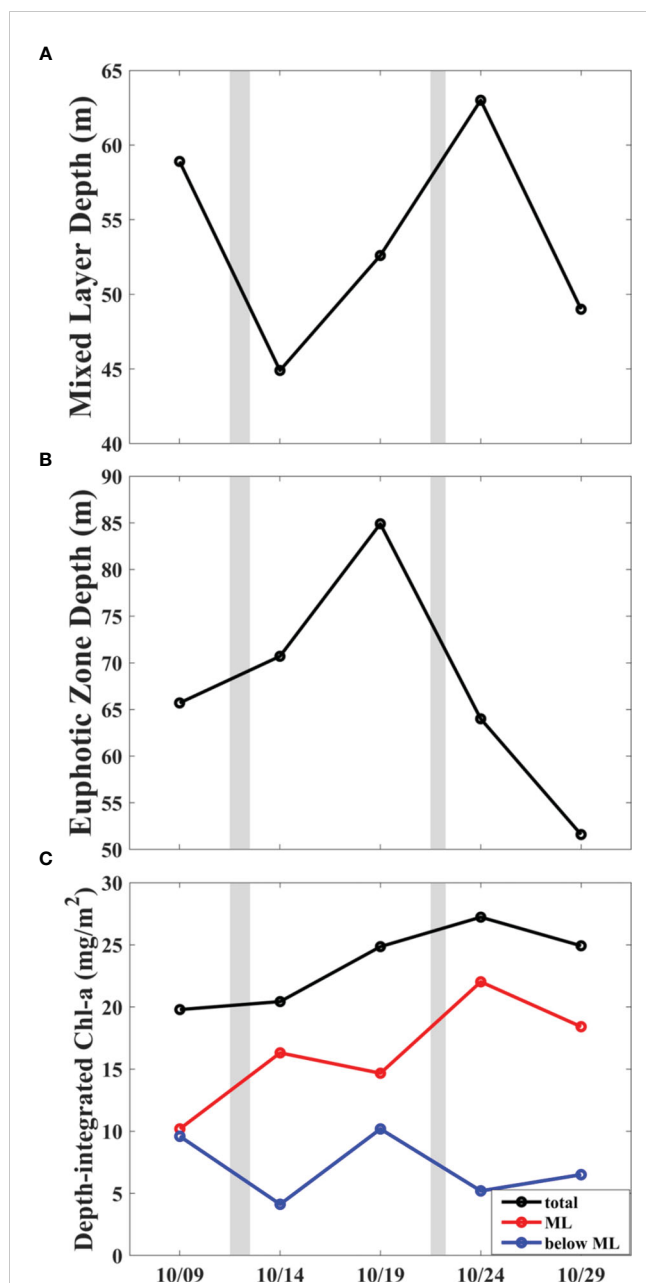 A
Mixed Layer Depth (m)
65
60
55
50
45
40
B
Euphotic Zone Depth (m)
90
85
80
75
70
65
60
55
50
C
Depth-integrated Chl-a (mg/m²)
30
25
20
15
10
5
0
total
ML
below ML
10/09 10/14 10/19 10/24 10/29